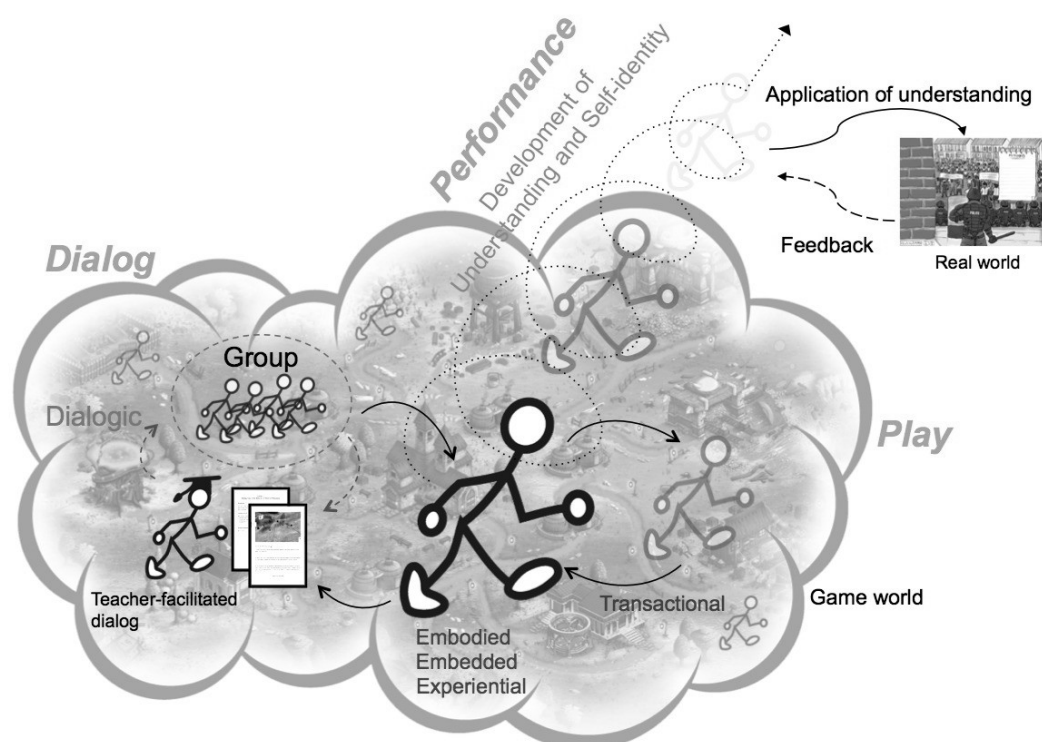 Performance
Development of
Understanding and Self-identity
Application of understanding
Feedback
Real world
Dialog
Group
Dialogic
Play
Teacher-facilitated
dialog
Embodied
Embedded
Experiential
Transactional
Game world